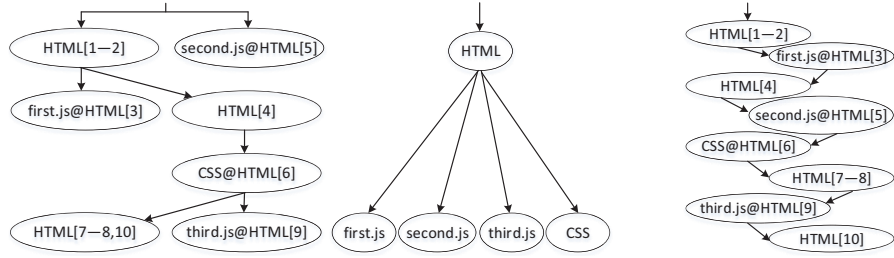 HTML[1—2]
second.js@HTML[5]
first.js@HTML[3]
HTML[4]
CSS@HTML[6]
HTML[7—8,10]
third.js@HTML[9]
HTML
first.js
second.js
third.js
CSS
HTML[1—2]
first.js@HTML[3]
HTML[4]
second.js@HTML[5]
CSS@HTML[6]
HTML[7—8]
third.js@HTML[9]
HTML[10]